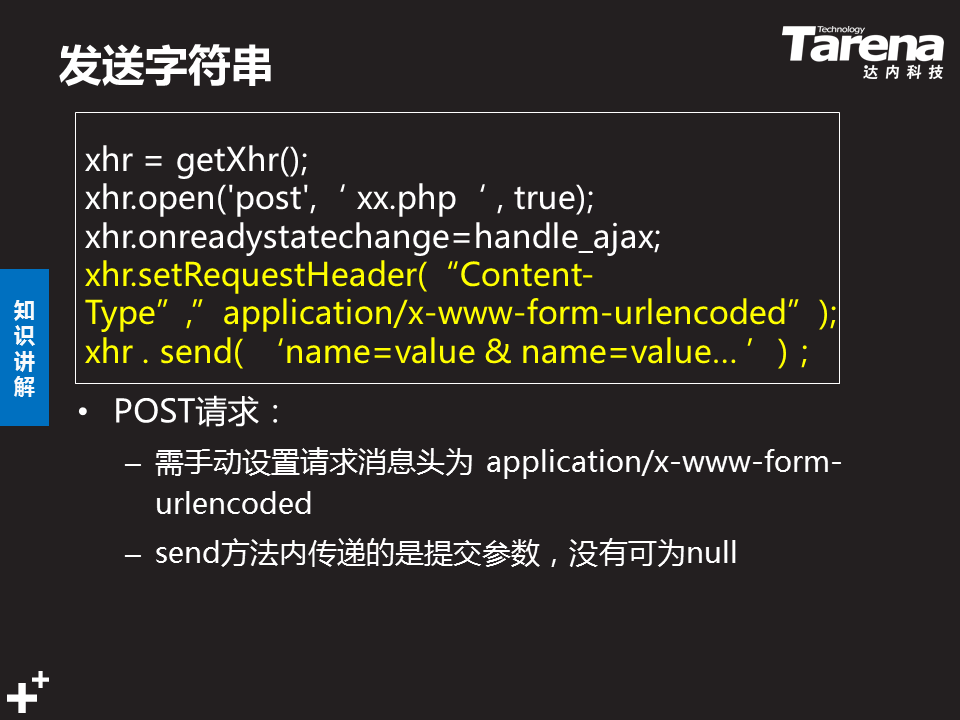 发送字符串
Technology
Tarena
达内科技
xhr = getXhr();
xhr.open('post',‘ xx.php‘ , true);
xhr.onreadystatechange=handle_ajax;
xhr.setRequestHeader(“Content-
Type”,”application/x-www-form-urlencoded”);
xhr . send( ‘name=value & name=value… ’ ) ;
知
识
讲
解
• POST请求：
– 需手动设置请求消息头为 application/x-www-form-
urlencoded
– send方法内传递的是提交参数，没有可为null